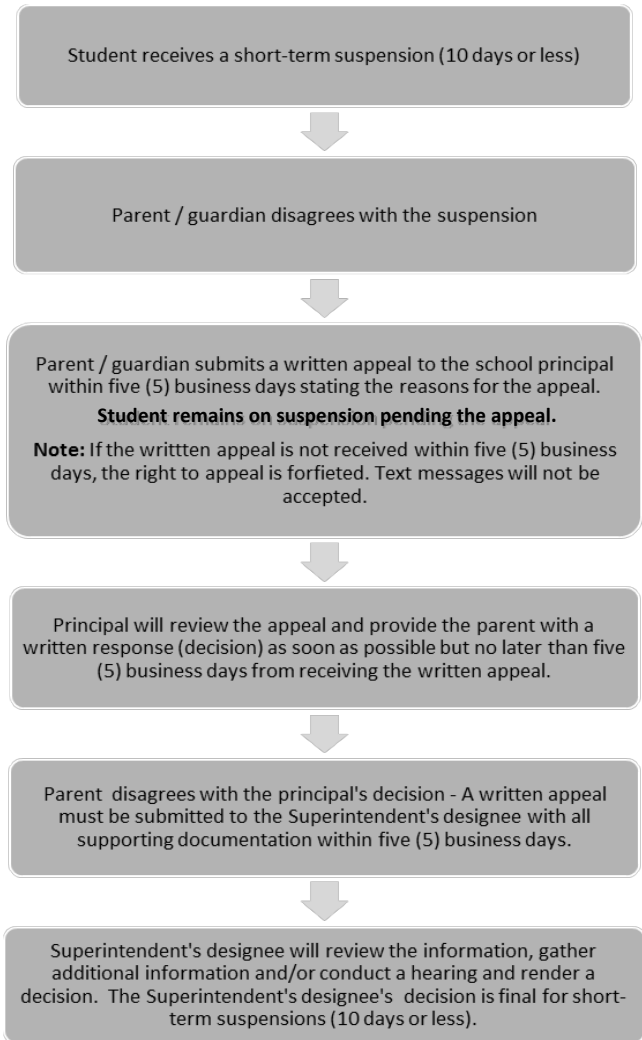 Student receives a short-term suspension (10 days or less)
Parent / guardian disagrees with the suspension
Parent / guardian submits a written appeal to the school principal
within five (5) business days stating the reasons for the appeal.
Student remains on suspension pending the appeal.
Note: If the writtten appeal is not received within five (5) business
days, the right to appeal is forfieted. Text messages will not be
accepted.
Principal will review the appeal and provide the parent with a
written response (decision) as soon as possible but no later than five
(5) business days from receiving the written appeal.
Parent  disagrees with the principal's decision - A written appeal
must be submitted to the Superintendent's designee with all
supporting documentation within five (5) business days.
Superintendent's designee will review the information, gather
additional information and/or conduct a hearing and render a
decision.  The Superintendent's designee's  decision is final for short-
term suspensions (10 days or less).